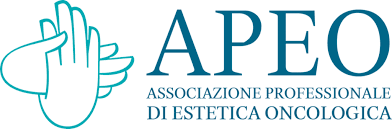 APEO
ASSOCIAZIONE PROFESSIONALE
DI ESTETICA ONCOLOGICA